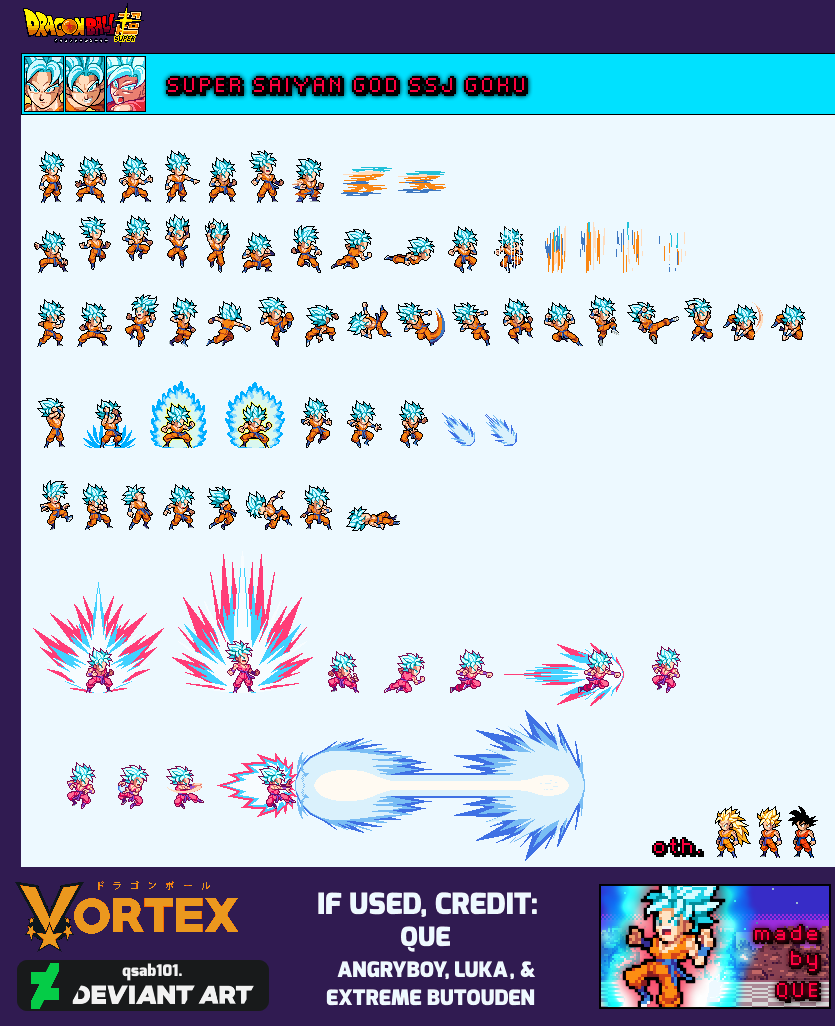 DRAGON BALL 超
SUPER
SUPER SAIYAN GOD SSJ GOKU
oth.
ドラゴンボール
VORTEX
qsab101.
DEVIANT ART
IF USED, CREDIT:
QUE
ANGRYBOY, LUKA, &
EXTREME BUTOUDEN
made
by
QUE